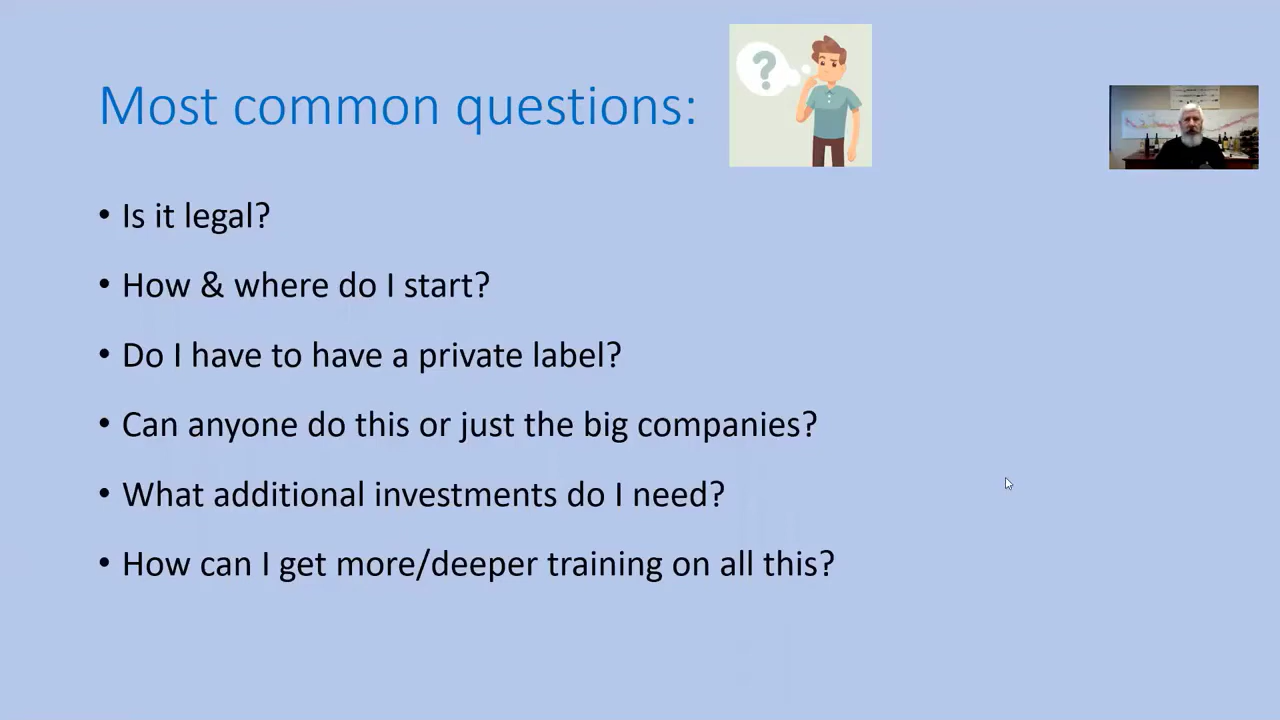 Most common questions:
?
• Is it legal?
• How & where do I start?
• Do I have to have a private label?
• Can anyone do this or just the big companies?
• What additional investments do I need?
• How can I get more/deeper training on all this?